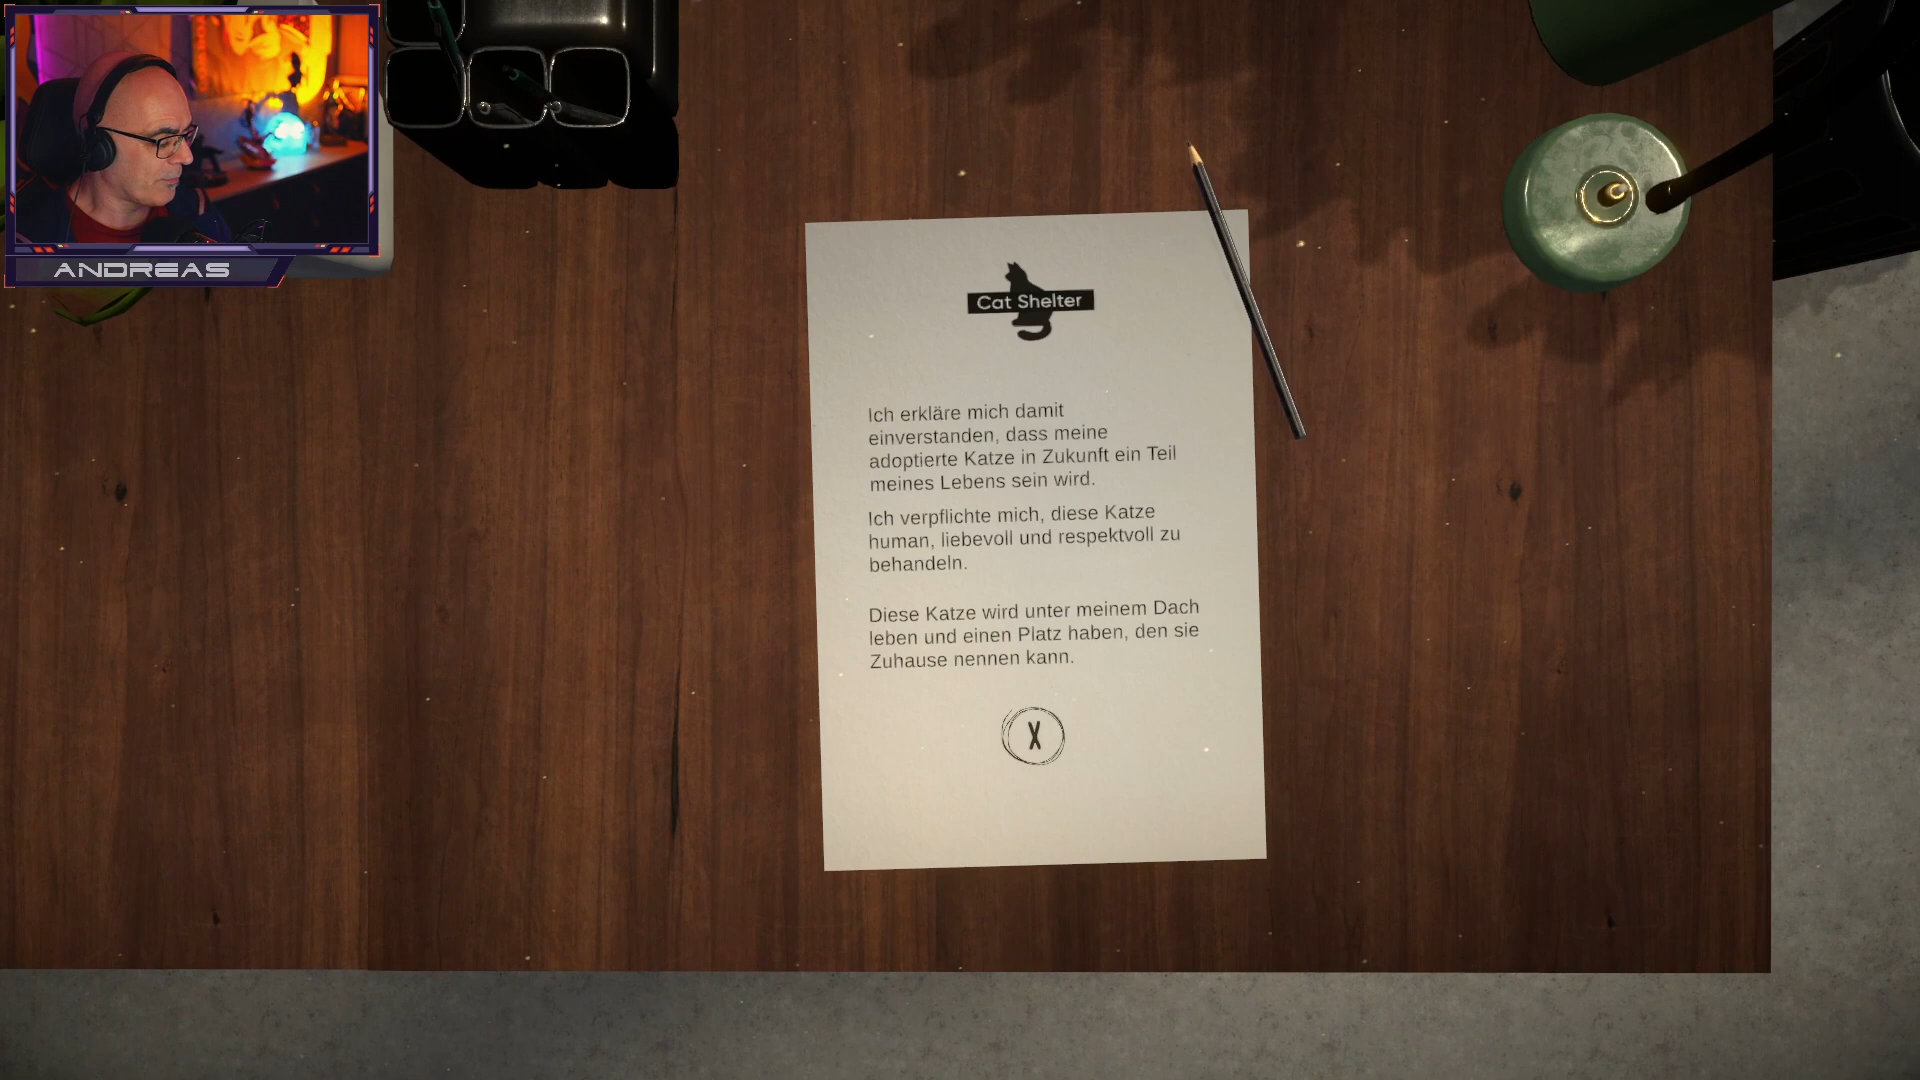 ANDREAS
Cat Shelter
Ich erkläre mich damit
einverstanden, dass meine
adoptierte Katze in Zukunft ein Teil
meines Lebens sein wird.
Ich verpflichte mich, diese Katze
human, liebevoll und respektvoll zu
behandeln.
Diese Katze wird unter meinem Dach
leben und einen Platz haben, den sie
Zuhause nennen kann.
X